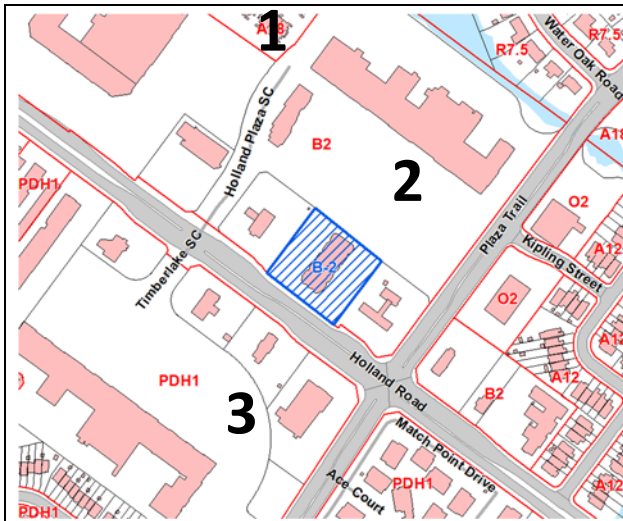 1
A18
R7.5
R7.5
Water Oak Road
Holland Plaza SC
B2
2
A18
PDH1
O2
Plaza Trail
A12
Kipling Street
Timberlake SC
B-2
O2
A12
Holland Road
PDH1
B2
A12
3
Match Point Drive
PDH1
Ace Court
A12
PDH1